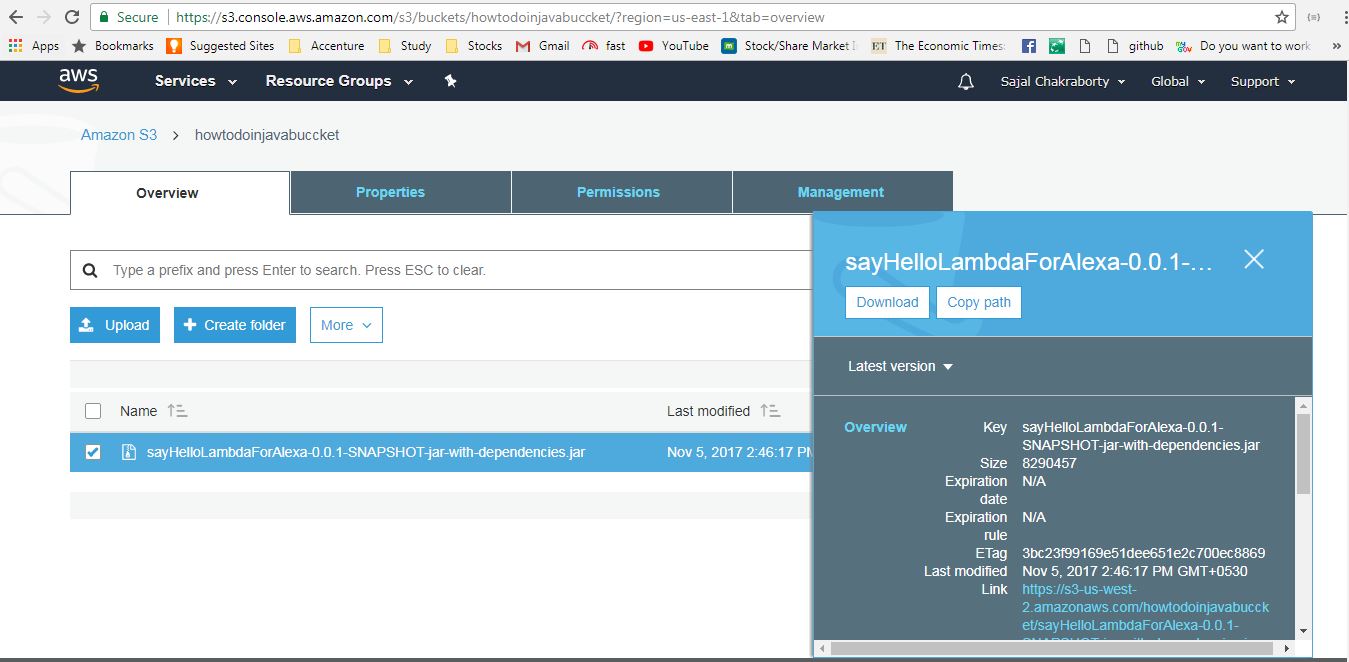 Secure https://s3.console.aws.amazon.com/s3/buckets/howtodoinjavabuccket/?region=us-east-1&tab=overview
Apps Bookmarks Suggested Sites Accenture Study Stocks Gmail fast YouTube Stock/Share Market ET The Economic Times: github Do you want to work »
aws Services Resource Groups Sajal Chakraborty Global Support
Amazon S3 > howtodoinjavabuccket
Overview Properties Permissions Management
sayHelloLambdaForAlexa-0.0.1-...
Type a prefix and press Enter to search. Press ESC to clear.
Download Copy path
Upload Create folder More
Latest version
Name Last modified
Overview Key sayHelloLambdaForAlexa-0.0.1-
SNAPSHOT-jar-with-dependencies.jar
sayHelloLambdaForAlexa-0.0.1-SNAPSHOT-jar-with-dependencies.jar Nov 5, 2017 2:46:17 PM
Size 8290457
Expiration N/A
date
Expiration N/A
rule
ETag 3bc23f99169e51dee651e2c700ec8869
Last modified Nov 5, 2017 2:46:17 PM GMT+0530
Link https://s3-us-west-
2.amazonaws.com/howtodoinjavabucck
et/sayHelloLambdaForAlexa-0.0.1-